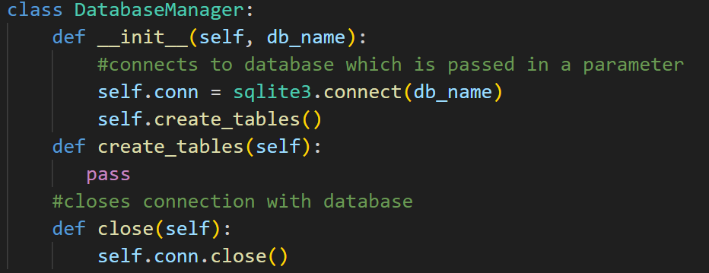 class DatabaseManager:
    def __init__(self, db_name):
        #connects to database which is passed in a parameter
        self.conn = sqlite3.connect(db_name)
        self.create_tables()
    def create_tables(self):
       pass
    #closes connection with database
    def close(self):
        self.conn.close()